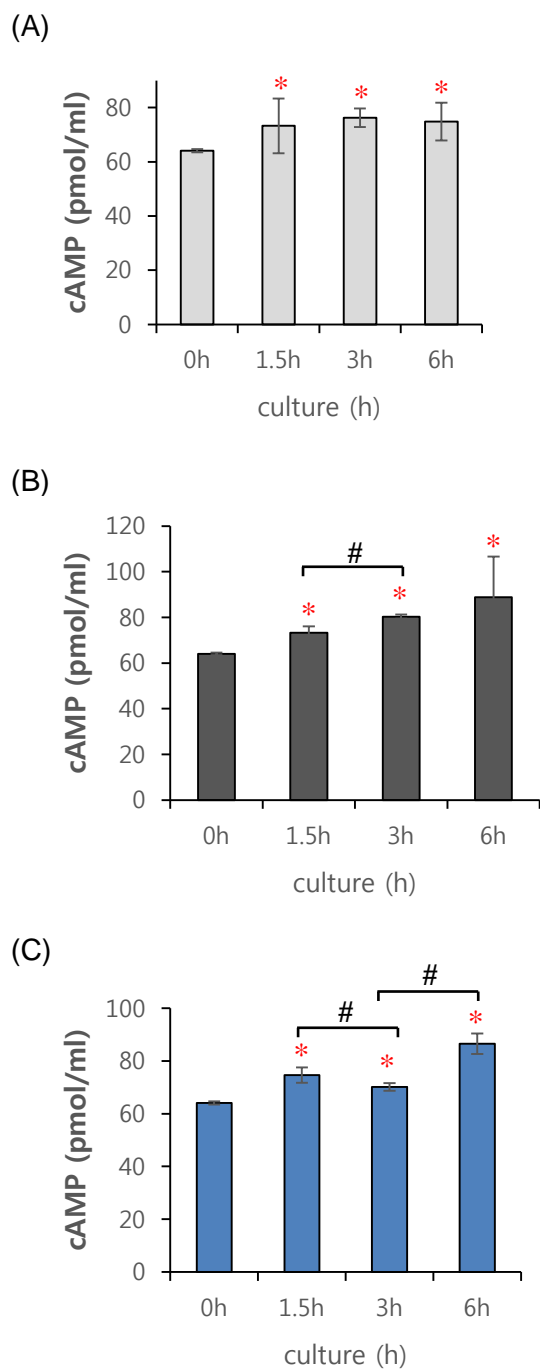 (A)
cAMP (pmol/ml)
80
60
40
20
0
* * *
0h 1.5h 3h 6h
culture (h)
(B)
cAMP (pmol/ml)
120
100
80
60
40
20
0
#
* * *
0h 1.5h 3h 6h
culture (h)
(C)
cAMP (pmol/ml)
100
80
60
40
20
0
# #
* * *
0h 1.5h 3h 6h
culture (h)